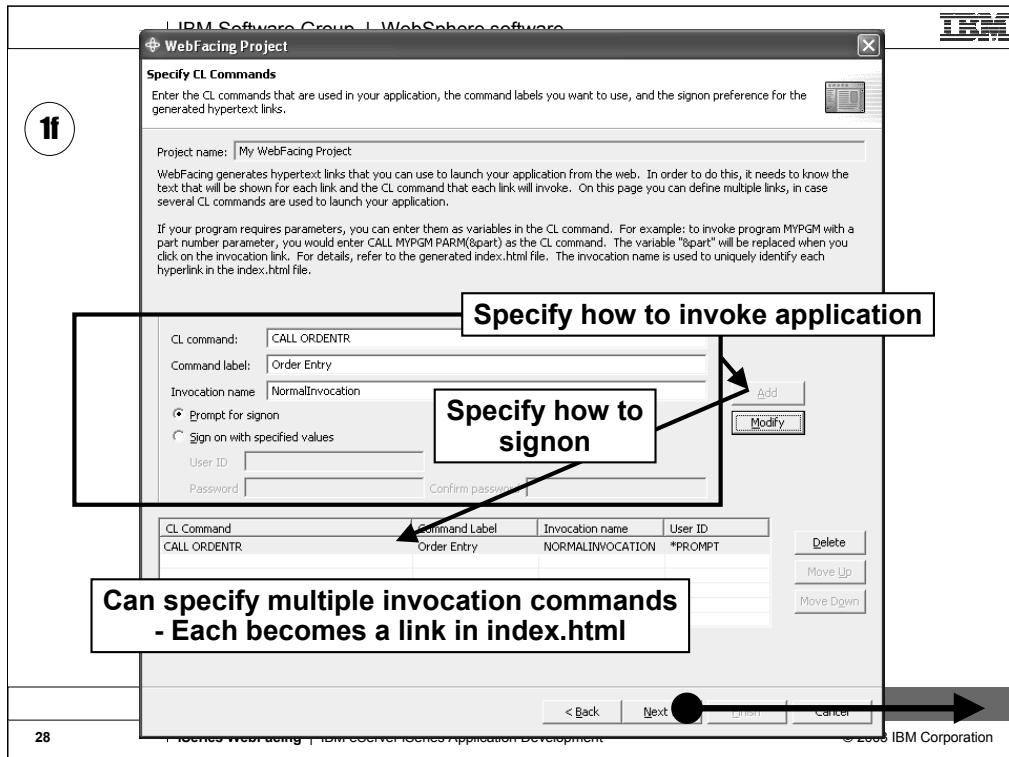 IBM Software Group | WebSphere software
IBM
WebFacing Project
1f
Specify CL Commands
Enter the CL commands that are used in your application, the command labels you want to use, and the signon preference for the
generated hypertext links.
Project name: My WebFacing Project
WebFacing generates hypertext links that you can use to launch your application from the web. In order to do this, it needs to know the
text that will be shown for each link and the CL command that each link will invoke. On this page you can define multiple links, in case
several CL commands are used to launch your application.
If your program requires parameters, you can enter them as variables in the CL command. For example: to invoke program MYPGM with a
part number parameter, you would enter CALL MYPGM PARM(&part) as the CL command. The variable "&part" will be replaced when you
click on the invocation link. For details, refer to the generated index.html file. The invocation name is used to uniquely identify each
hyperlink in the index.html file.
Specify how to invoke application
CL command: CALL ORDENTR
Command label: Order Entry
Invocation name NormalInvocation
Add
Prompt for signon
Specify how to
signon
Modify
Sign on with specified values
User ID
Password Confirm password
CL Command Command Label Invocation name User ID
CALL ORDENTR Order Entry NORMALINVOCATION *PROMPT
Delete
Move Up
Move Down
Can specify multiple invocation commands
- Each becomes a link in index.html
< Back Next Finish Cancel
28 | iSeries WebFacing | IBM eServer iSeries Application Development © 2003 IBM Corporation